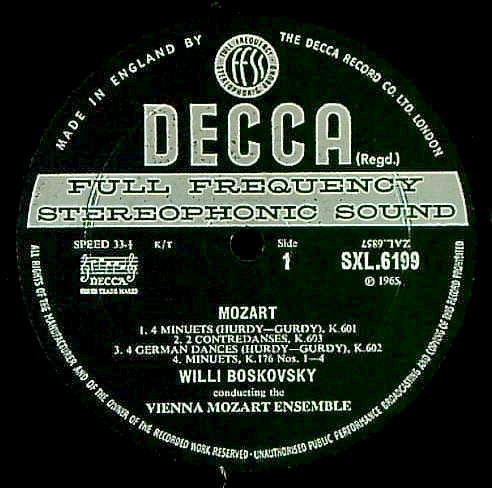 MADE IN ENGLAND BY THE DECCA RECORD CO. LTD. LONDON
FULL FREQUENCY STEREOPHONIC SOUND
FFSS
DECCA (Regd.)
FULL FREQUENCY
STEREOPHONIC SOUND
SPEED 33⅓ K/T Side ZAL.6857
DECCA 1 SXL.6199
TRADE MARKS ℗ 1965
MOZART
1. 4 MINUETS (HURDY—GURDY), K.601
2. 2 CONTREDANSES, K.603
3. 4 GERMAN DANCES (HURDY—GURDY), K.602
4. MINUETS, K.176 Nos. 1—4
WILLI BOSKOVSKY
conducting the
VIENNA MOZART ENSEMBLE
ALL RIGHTS OF THE MANUFACTURER AND OF THE OWNER OF THE RECORDED WORK RESERVED · UNAUTHORISED PUBLIC PERFORMANCE BROADCASTING AND COPYING OF THIS RECORD PROHIBITED